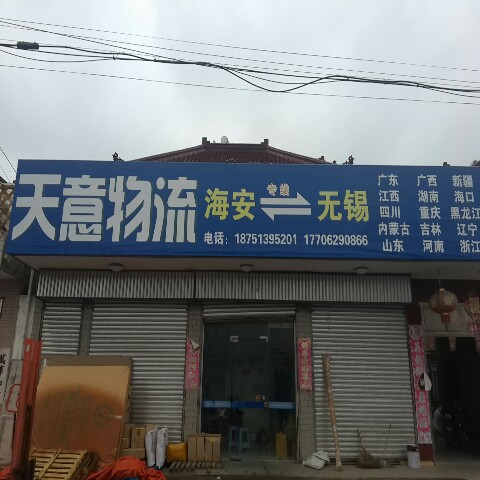 天意物流
海安 专线 无锡
电话：18751395201 17706290866
广东 广西 新疆
江西 湖南 海口
四川 重庆 黑龙江
内蒙古 吉林 辽宁
山东 河南 浙江